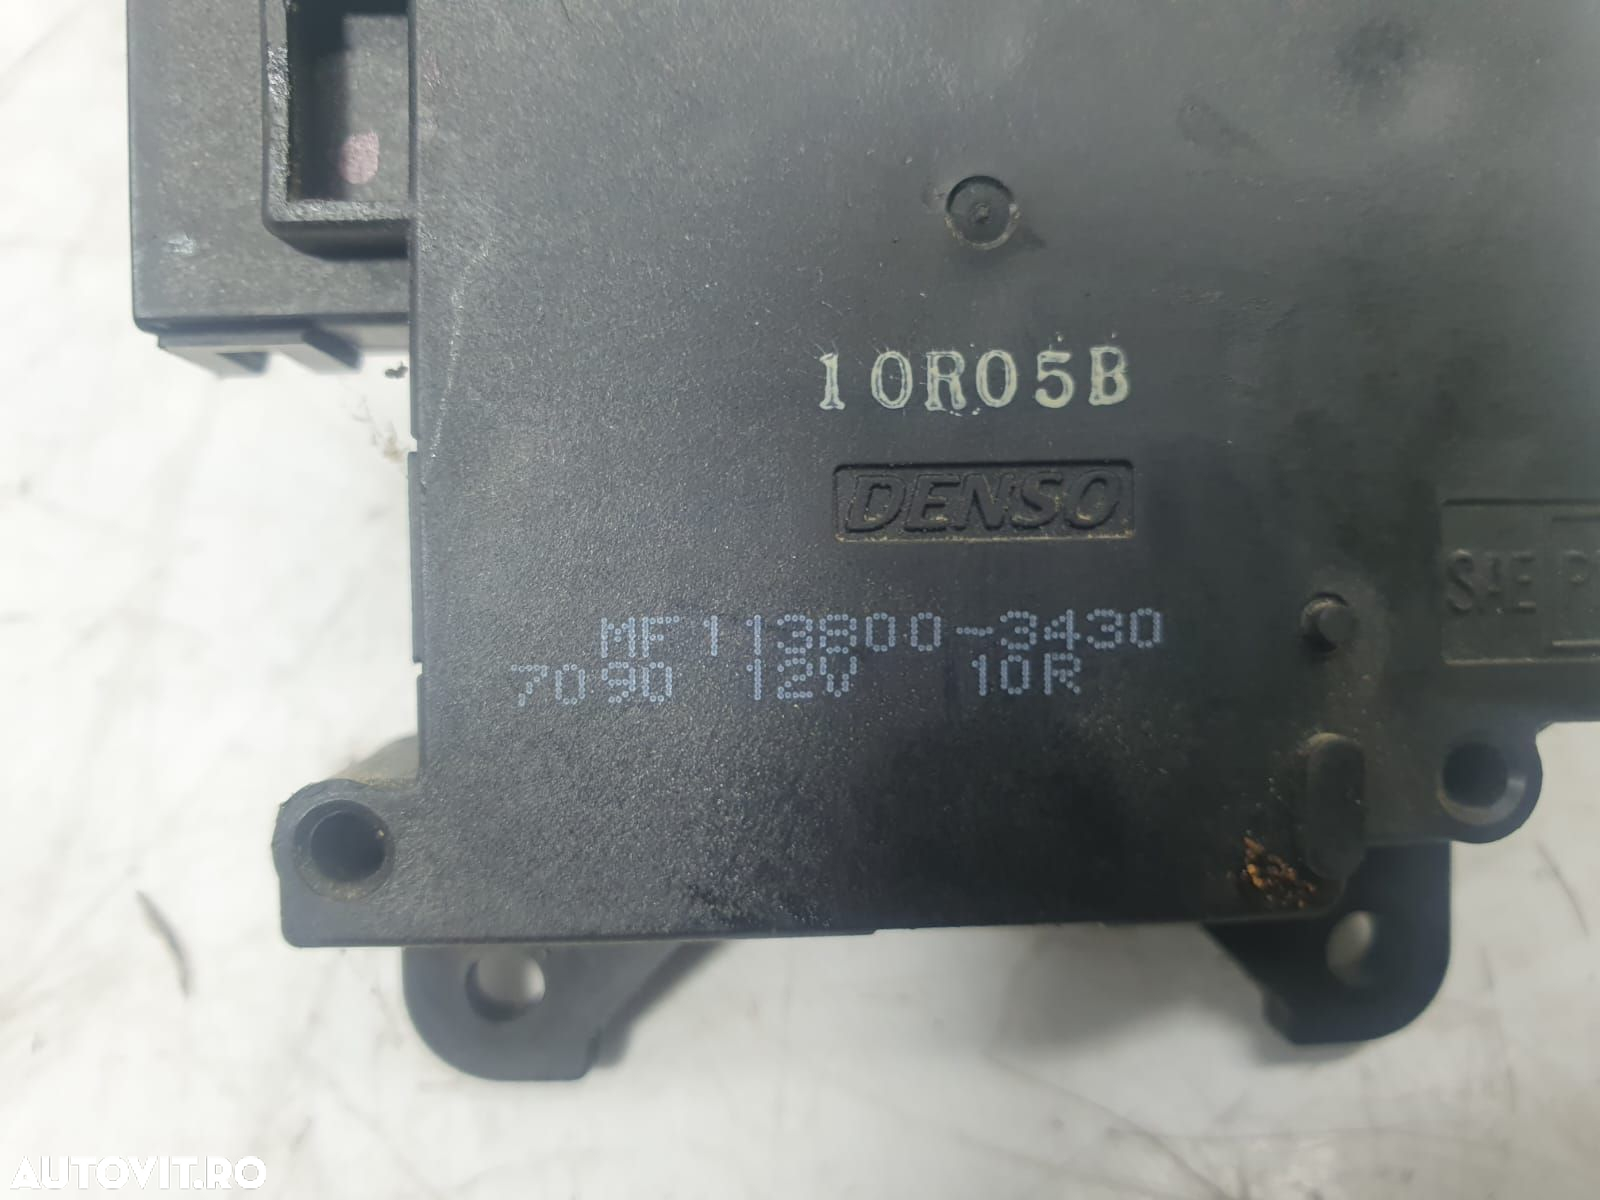 10R05B
DENSO
SAE P
MF113800-3430
7090 12V 10R
AUTOVIT.RO